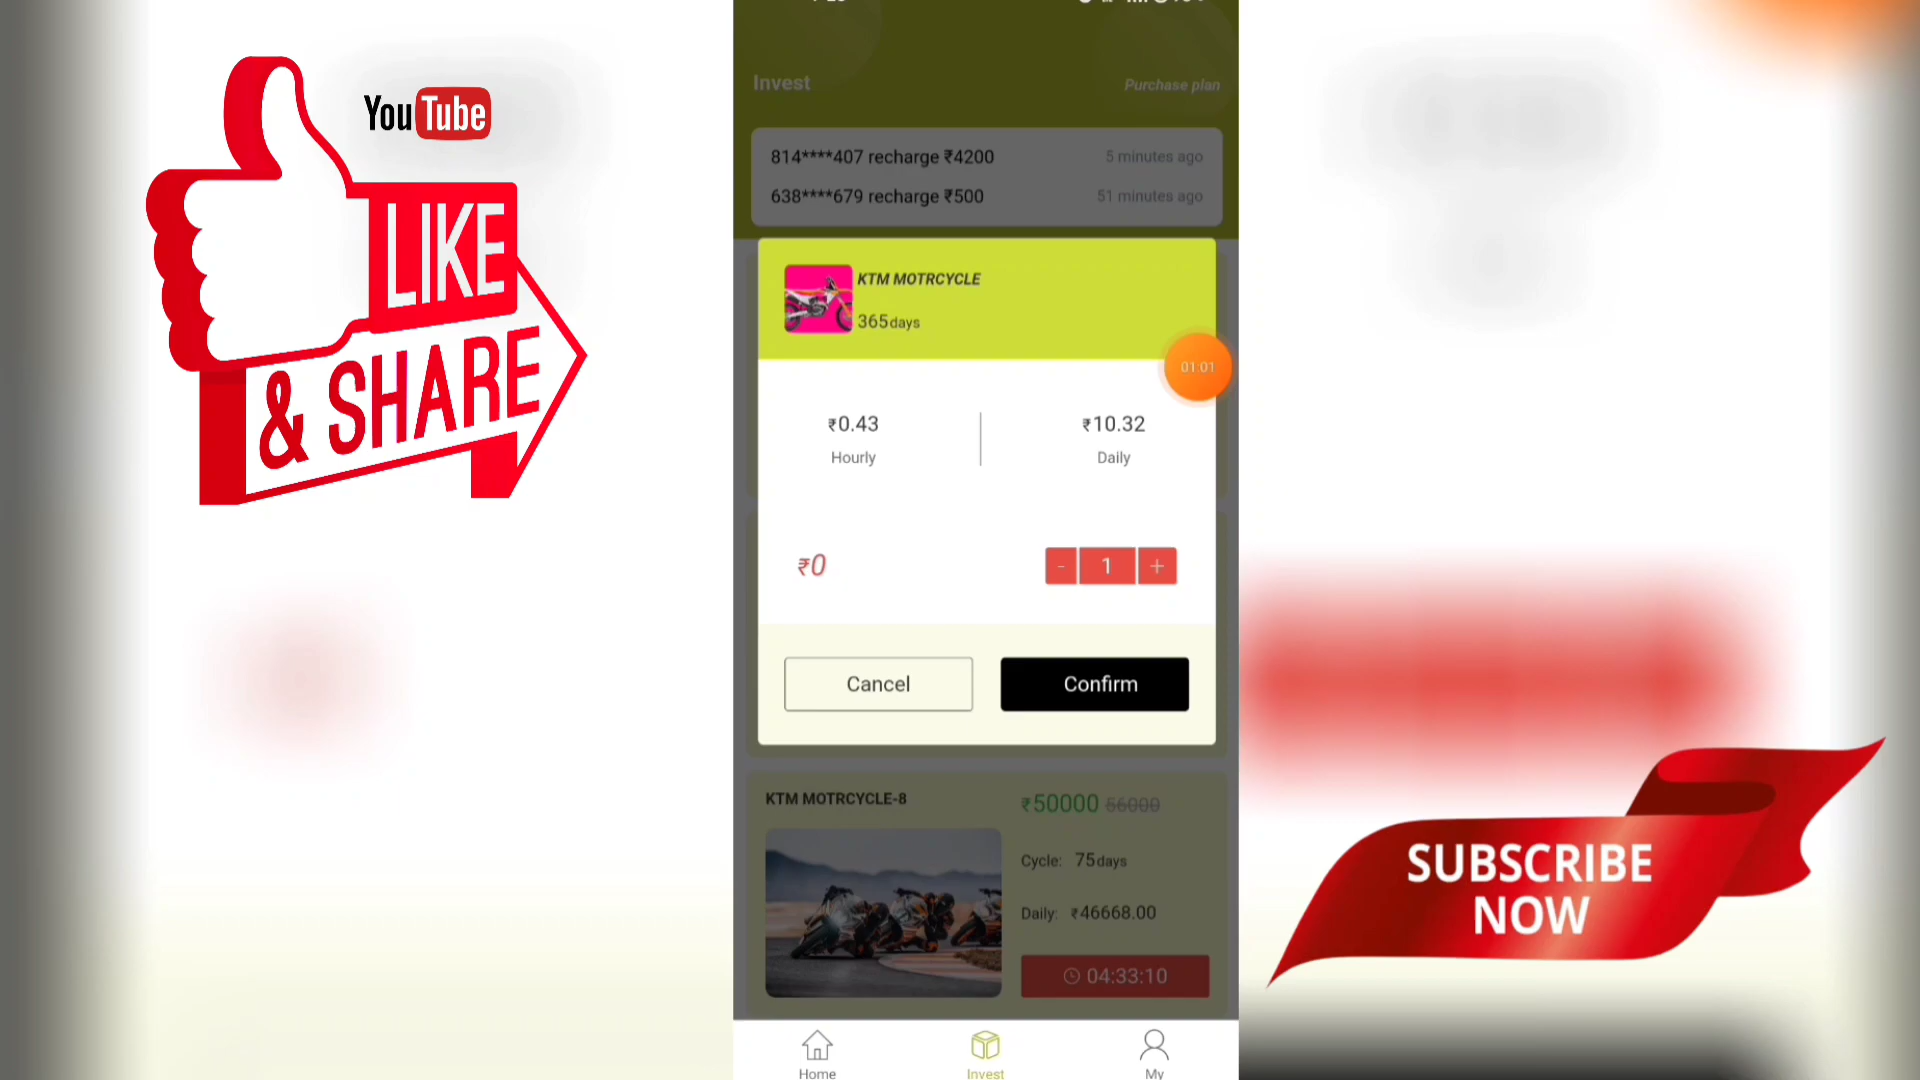 YouTube
LIKE
& SHARE
Invest
Purchase plan
814****407 recharge ₹4200
5 minutes ago
638****679 recharge ₹500
51 minutes ago
KTM MOTRCYCLE
365days
01:01
₹0.43
₹10.32
Hourly
Daily
₹0
- 1 +
Cancel
Confirm
KTM MOTRCYCLE-8
₹50000 56000
Cycle: 75days
Daily: ₹46668.00
04:33:10
Home
Invest
My
SUBSCRIBE
NOW